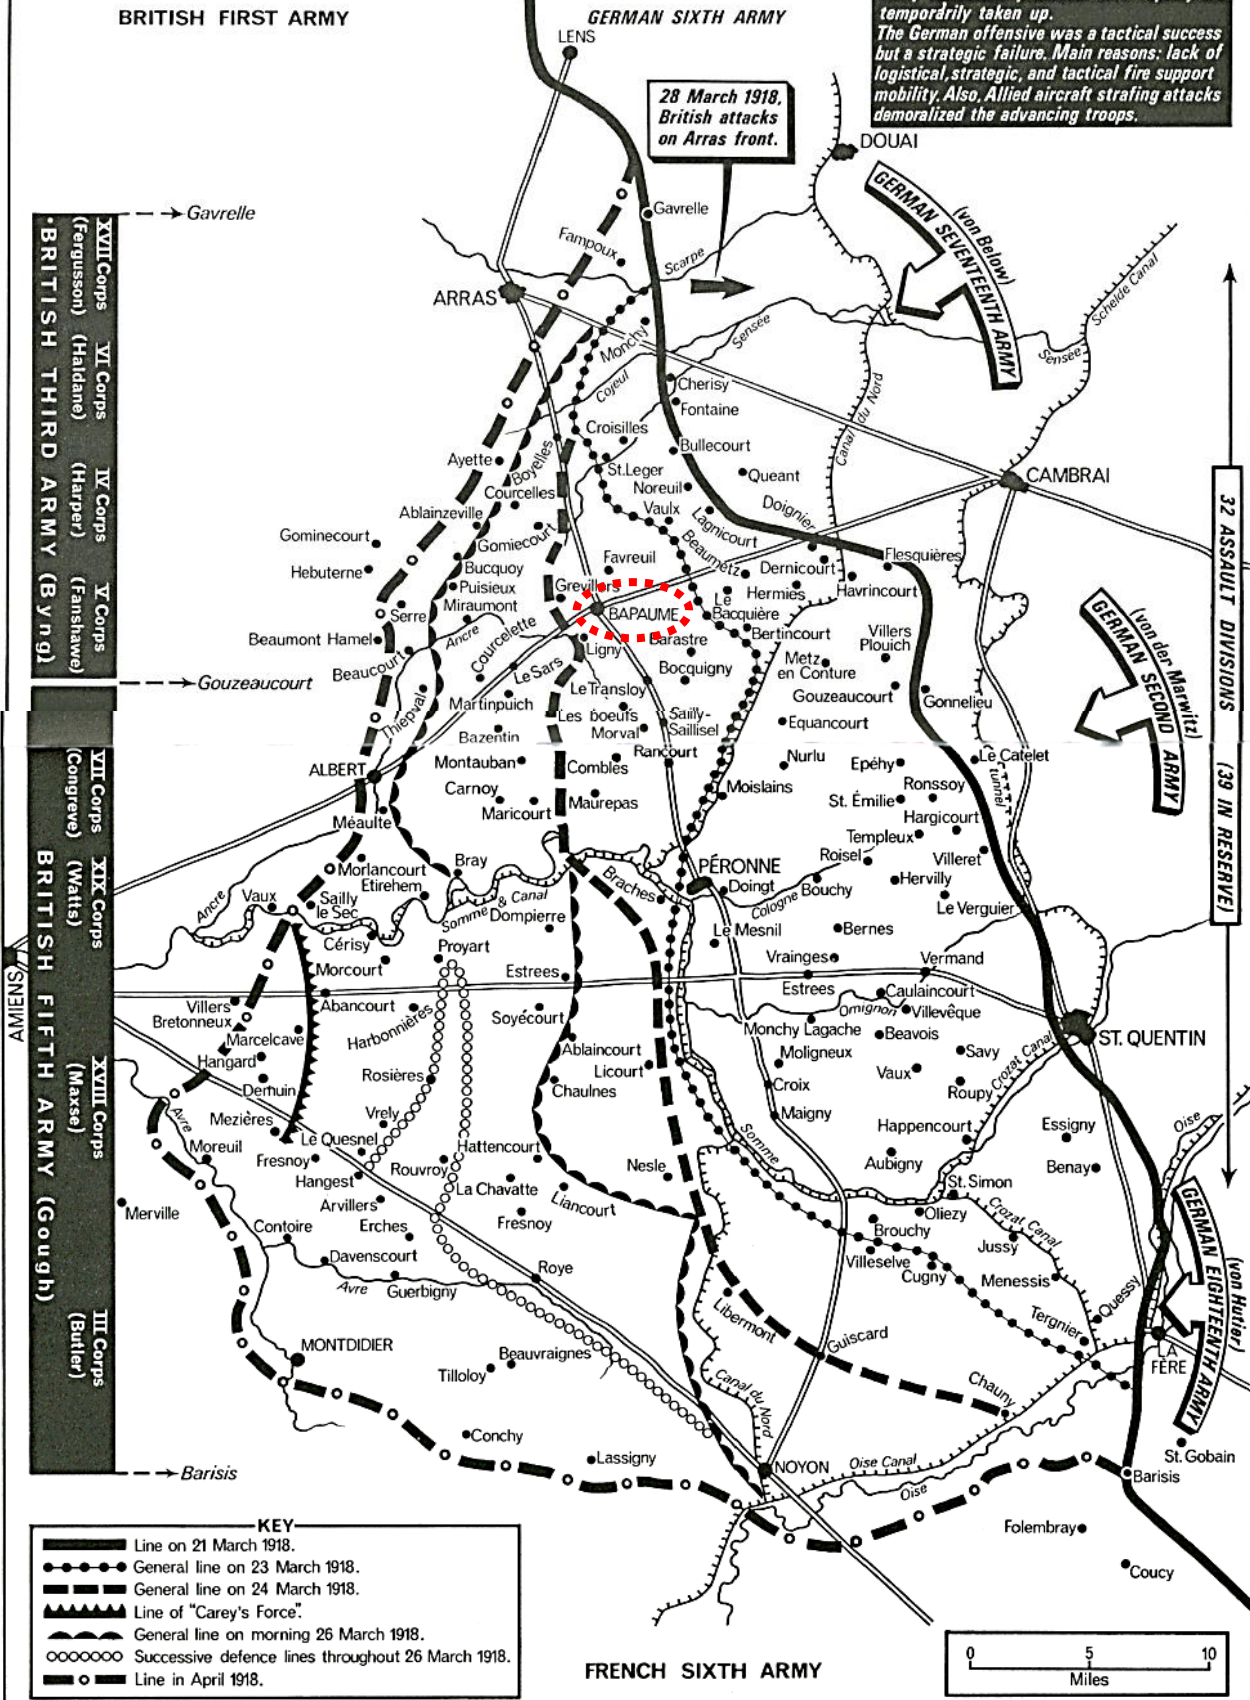 BRITISH FIRST ARMY
GERMAN SIXTH ARMY
temporarily taken up.
The German offensive was a tactical success
but a strategic failure. Main reasons: lack of
logistical, strategic, and tactical fire support
mobility. Also, Allied aircraft strafing attacks
demoralized the advancing troops.
LENS
28 March 1918.
British attacks
on Arras front.
DOUAI
GERMAN SEVENTEENTH ARMY
(von Below)
Gavrelle
Gavrelle
Fampoux
Scarpe
ARRAS
Schelde Canal
Sensée
Sensée
Monchy
Cojeul
Canal du Nord
Cherisy
Fontaine
Croisilles
Bullecourt
Boyelles
Ayette
St.Leger
Queant
CAMBRAI
Noreuil
Courcelles
Ablainzeville
Vaulx
Lagnicourt
Doignier
Gominecourt
Gomiecourt
Beaumetz
Flesquières
Hebuterne
Bucquoy
Favreuil
Dernicourt
Puisieux
Grevillers
Hermies
Havrincourt
Miraumont
Serre
BAPAUME
Le
Bacquière
Beaumont Hamel
Ancre
Courcelette
Ligny
Barastre
Bertincourt
Villers
Plouich
Beaucourt
Le Sars
Bocquigny
Metz
en Conture
Gouzeaucourt
Thiepval
Martinpuich
Le Transloy
Gouzeaucourt
Gonnelieu
Les boeufs
Sailly-
Saillisel
Bazentin
Morval
Equancourt
Rancourt
Montauban
Combles
Nurlu
Epéhy
Le Catelet
tunnel
ALBERT
Carnoy
Maurepas
Moislains
Ronssoy
St. Émilie
Maricourt
Hargicourt
Méaulte
Templeux
Roisel
Villeret
Morlancourt
Bray
PÉRONNE
Etirehem
Braches
Doingt
Bouchy
Hervilly
Vaux
Sailly
le Sec
Ancre
Somme & Canal
Cologne
Le Verguier
Dompierre
Cérisy
Proyart
Le Mesnil
Bernes
Morcourt
Vrainges
Vermand
Estrees
Estrees
AMIENS
Abancourt
Caulaincourt
Villers
Bretonneux
Harbonnières
Soyécourt
Omignon
Villevêque
Marcelcave
Monchy Lagache
Beavois
ST. QUENTIN
Hangard
Ablaincourt
Moligneux
Savy
Licourt
Demuin
Rosières
Chaulnes
Croix
Vaux
Roupy
Crozat Canal
Avre
Mezières
Vrely
Maigny
Moreuil
Le Quesnel
Hattencourt
Somme
Happencourt
Essigny
Oise
Fresnoy
Rouvroy
Nesle
Aubigny
Benay
Hangest
La Chavatte
Liancourt
St. Simon
Merville
Arvillers
Fresnoy
Oliezy
Crozal Canal
Contoire
Erches
Brouchy
Jussy
Davenscourt
Roye
Villeselve
Cugny
Menessis
Avre
Guerbigny
Quessy
Libermont
Tergnier
MONTDIDIER
Beauvraignes
Guiscard
LA
FÈRE
Tilloloy
Chauny
Canal du Nord
Conchy
Lassigny
NOYON
Oise Canal
St. Gobain
Barisis
Barisis
Oise
Folembray
Coucy
XVII Corps
(Fergusson)
VI Corps
(Haldane)
IV Corps
(Harper)
V Corps
(Fanshawe)
BRITISH THIRD ARMY (Byng)
VII Corps
(Congreve)
XIX Corps
(Watts)
XVIII Corps
(Maxse)
III Corps
(Butler)
BRITISH FIFTH ARMY (Gough)
32 ASSAULT DIVISIONS (39 IN RESERVE)
GERMAN SECOND ARMY
(von der Marwitz)
GERMAN EIGHTEENTH ARMY
(von Hutier)
KEY
Line on 21 March 1918.
General line on 23 March 1918.
General line on 24 March 1918.
Line of "Carey's Force".
General line on morning 26 March 1918.
Successive defence lines throughout 26 March 1918.
Line in April 1918.
FRENCH SIXTH ARMY
0 5 10
Miles